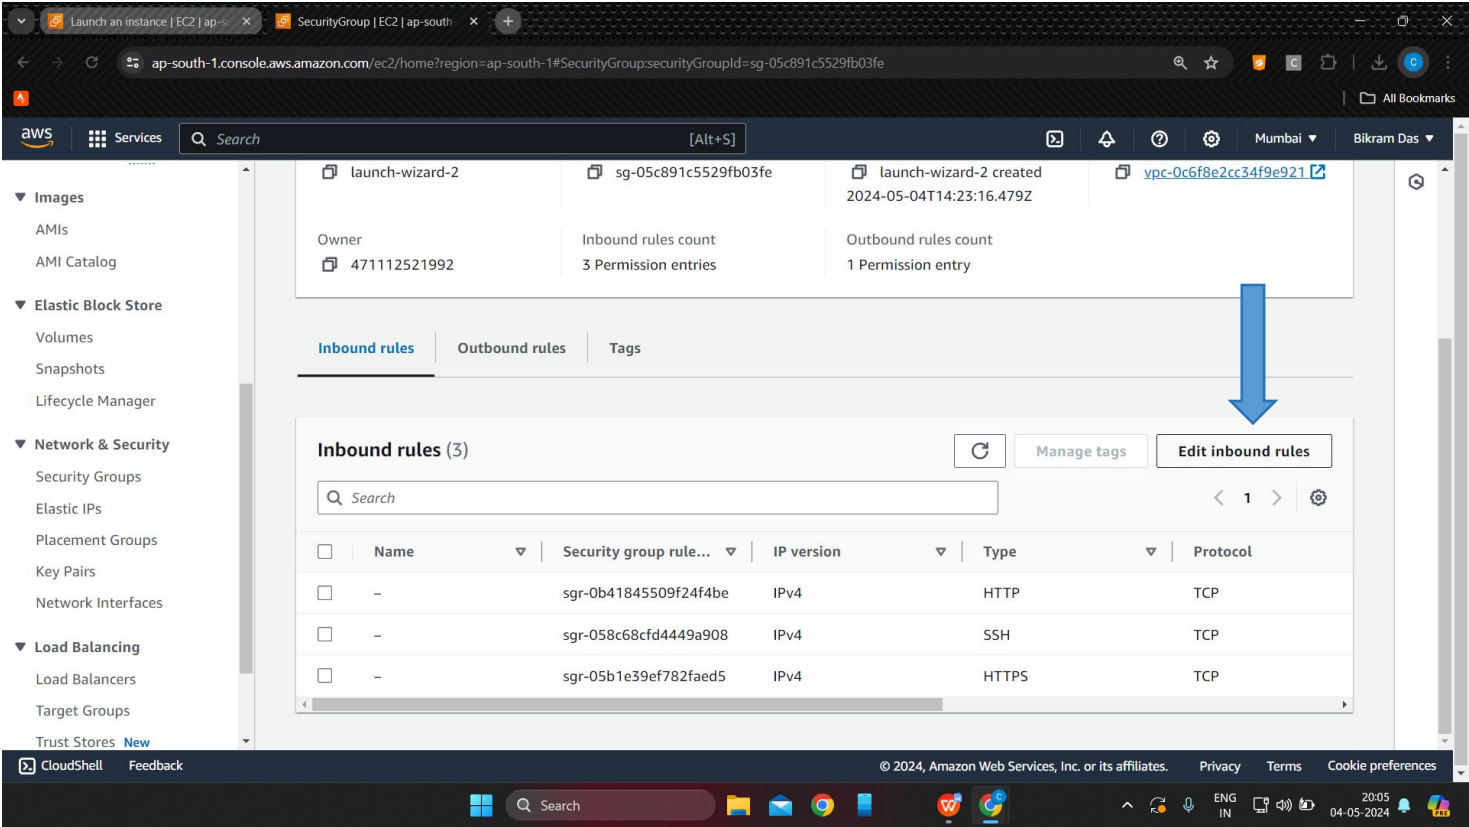 Launch an instance | EC2 | ap-s
SecurityGroup | EC2 | ap-south
ap-south-1.console.aws.amazon.com/ec2/home?region=ap-south-1#SecurityGroup:securityGroupId=sg-05c891c5529fb03fe
C
C
All Bookmarks
aws
Services
Search
[Alt+S]
Mumbai
Bikram Das
Images
AMIs
AMI Catalog
Elastic Block Store
Volumes
Snapshots
Lifecycle Manager
Network & Security
Security Groups
Elastic IPs
Placement Groups
Key Pairs
Network Interfaces
Load Balancing
Load Balancers
Target Groups
Trust Stores New
launch-wizard-2
sg-05c891c5529fb03fe
launch-wizard-2 created
2024-05-04T14:23:16.479Z
vpc-0c6f8e2cc34f9e921
Owner
471112521992
Inbound rules count
3 Permission entries
Outbound rules count
1 Permission entry
Inbound rules
Outbound rules
Tags
Inbound rules (3)
Manage tags
Edit inbound rules
Search
1
Name Security group rule... IP version Type Protocol
– sgr-0b41845509f24f4be IPv4 HTTP TCP
– sgr-058c68cfd4449a908 IPv4 SSH TCP
– sgr-05b1e39ef782faed5 IPv4 HTTPS TCP
CloudShell
Feedback
© 2024, Amazon Web Services, Inc. or its affiliates.
Privacy
Terms
Cookie preferences
Search
W
C
ENG
IN
20:05
04-05-2024
PRE